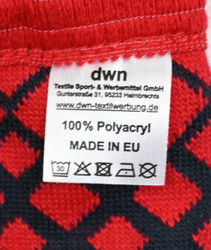 dwn
Textile Sport- & Werbemittel GmbH
Gunterstraße 31, 95233 Helmbrechts
www.dwn-textilwerbung.de
100% Polyacryl
MADE IN EU
30